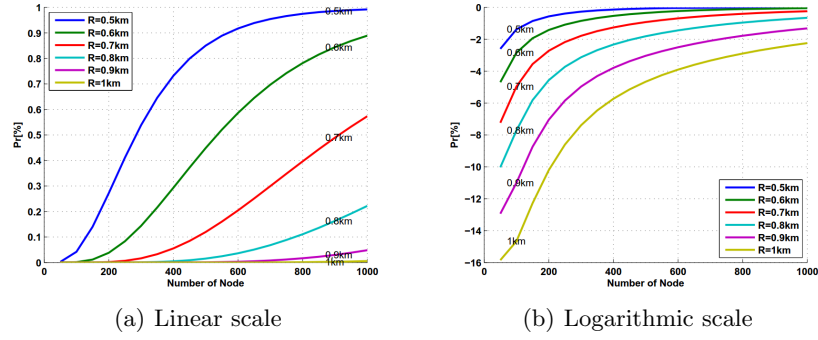 1
0.9
0.8
0.7
0.6
0.5
0.4
0.3
0.2
0.1
0
Pr[%]
R=0.5km
R=0.6km
R=0.7km
R=0.8km
R=0.9km
R=1km
0.5km
0.6km
0.7km
0.8km
0.9km
1km
0 200 400 600 800 1000
Number of Node
(a) Linear scale
0
−2
−4
−6
−8
−10
−12
−14
−16
Pr[%]
0.5km
0.6km
0.7km
0.8km
0.9km
1km
R=0.5km
R=0.6km
R=0.7km
R=0.8km
R=0.9km
R=1km
0 200 400 600 800 1000
Number of Node
(b) Logarithmic scale